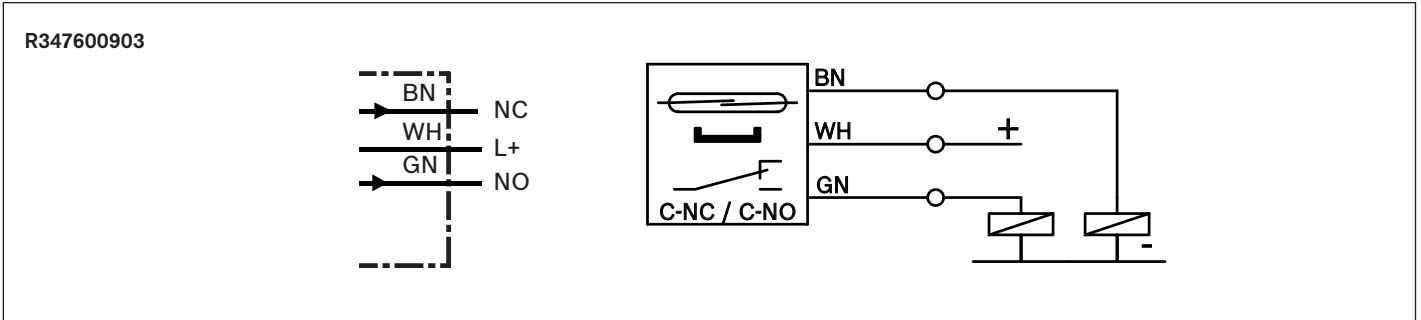 R347600903
BN
NC
WH
L+
GN
NO
BN
WH
+
GN
C-NC / C-NO
-